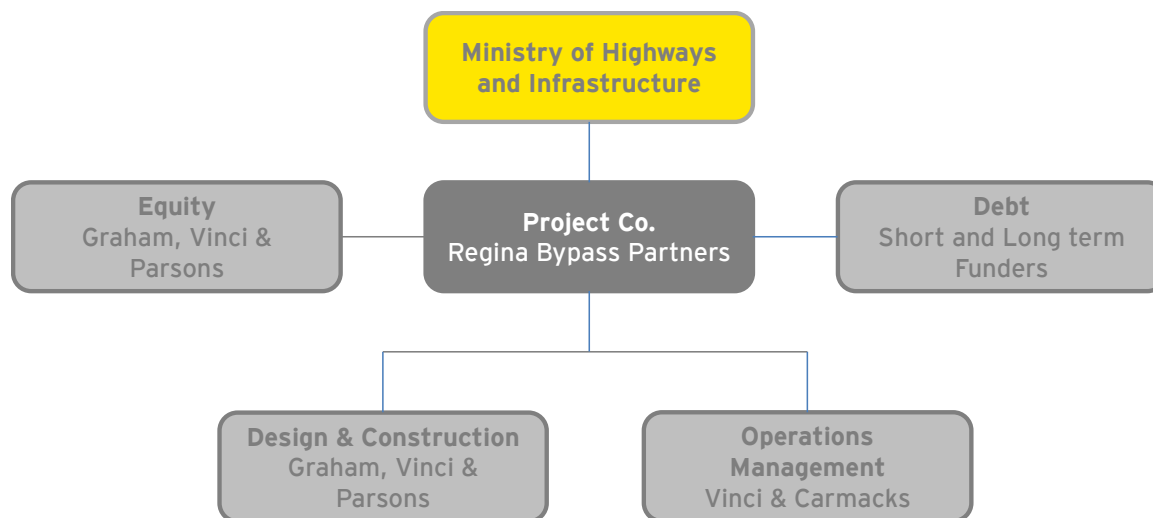 Ministry of Highways
and Infrastructure
Equity
Graham, Vinci &
Parsons
Project Co.
Regina Bypass Partners
Debt
Short and Long term
Funders
Design & Construction
Graham, Vinci &
Parsons
Operations
Management
Vinci & Carmacks